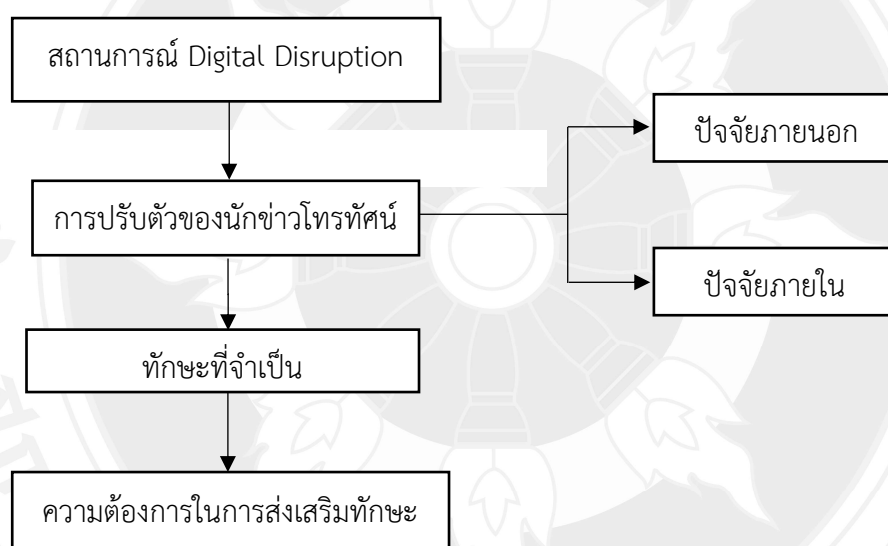 สถานการณ์ Digital Disruption
ปัจจัยภายนอก
การปรับตัวของนักข่าวโทรทัศน์
ปัจจัยภายใน
ทักษะที่จำเป็น
ความต้องการในการส่งเสริมทักษะ